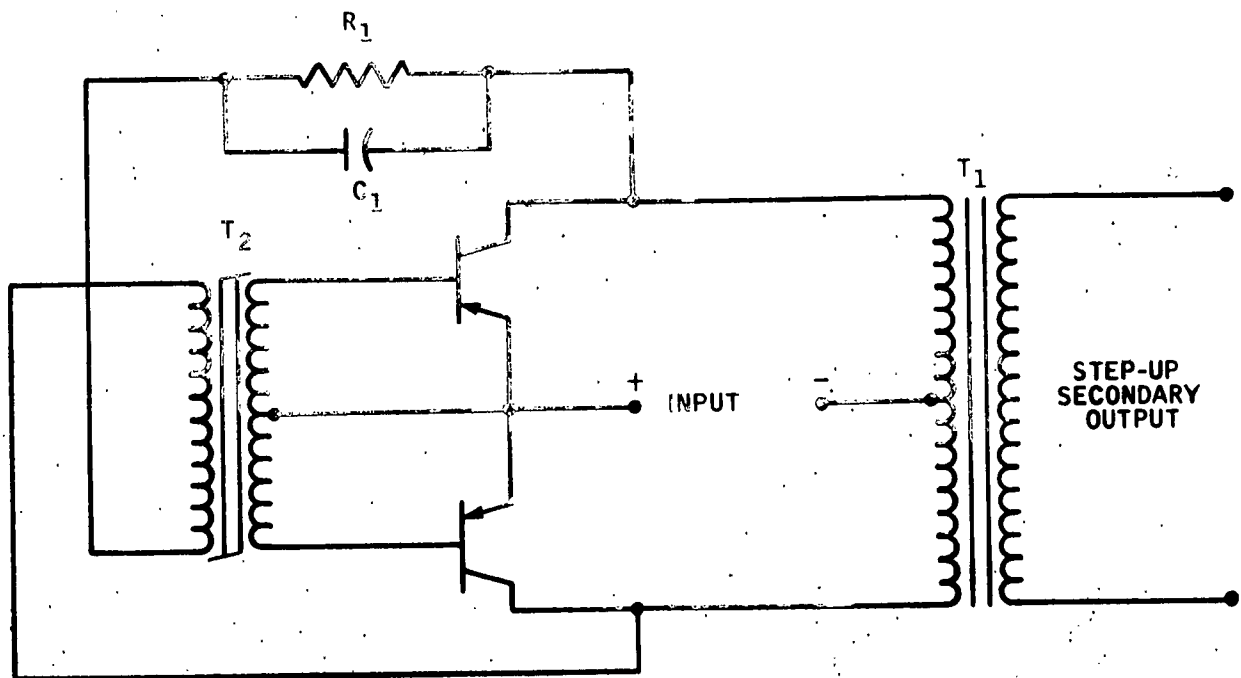 R1
C1
T2
T1
+ INPUT -
STEP-UP
SECONDARY
OUTPUT